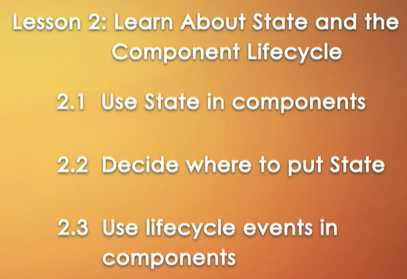 Lesson 2: Learn About State and the
Component Lifecycle
2.1 Use State in components
2.2 Decide where to put State
2.3 Use lifecycle events in
components